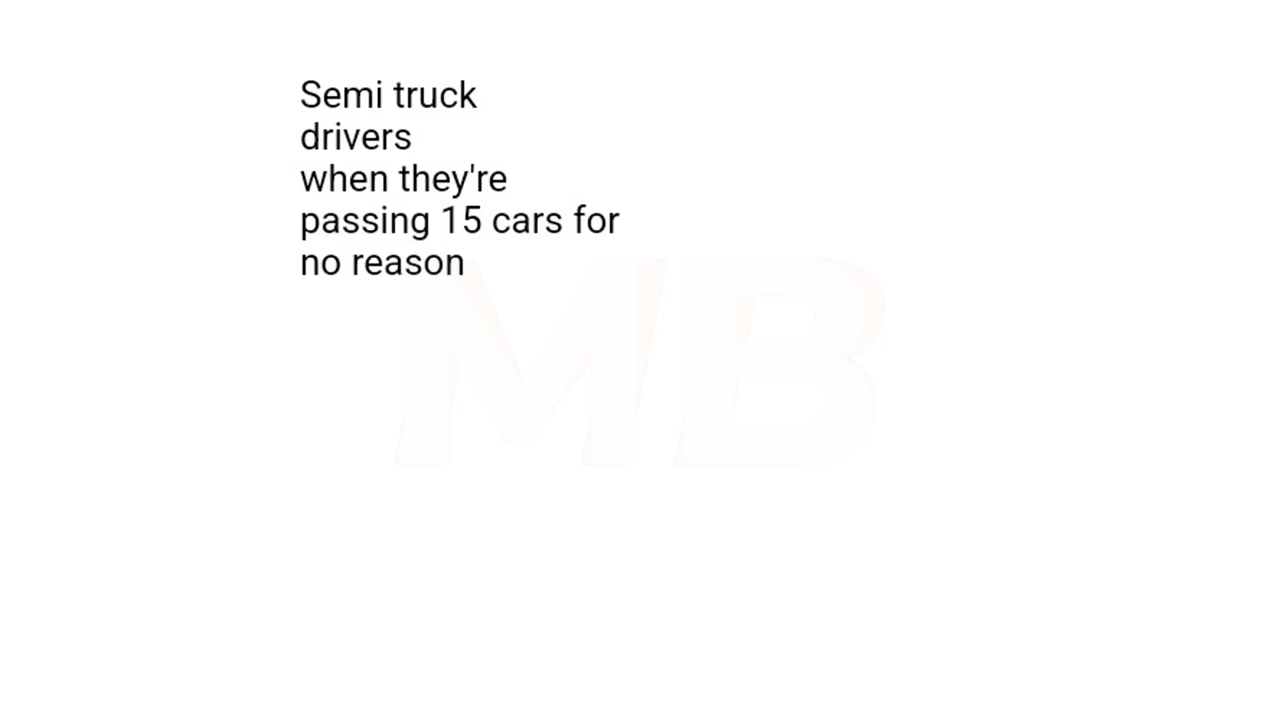 Semi truck
drivers
when they're
passing 15 cars for
no reason
MB